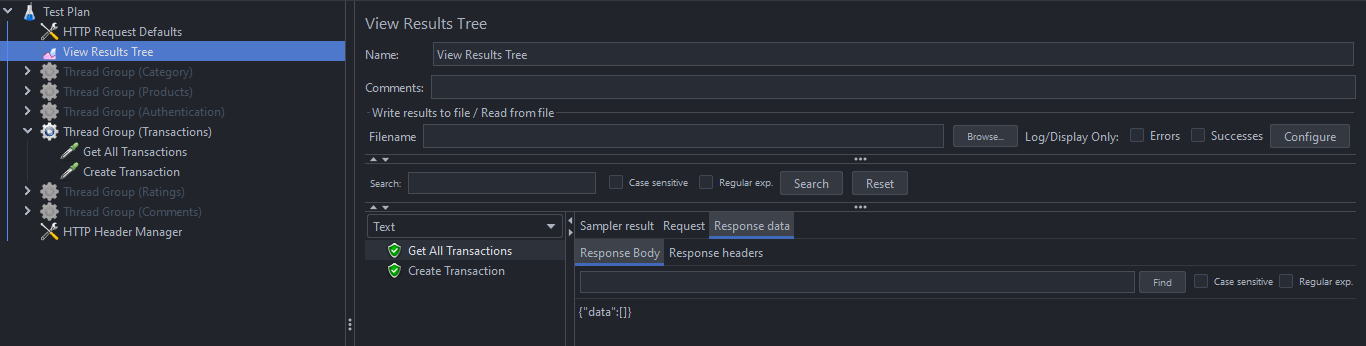 Test Plan
HTTP Request Defaults
View Results Tree
Thread Group (Category)
Thread Group (Products)
Thread Group (Authentication)
Thread Group (Transactions)
Get All Transactions
Create Transaction
Thread Group (Ratings)
Thread Group (Comments)
HTTP Header Manager
View Results Tree
Name: View Results Tree
Comments:
Write results to file / Read from file
Filename Browse... Log/Display Only: Errors Successes Configure
Search: Case sensitive Regular exp. Search Reset
Text
Get All Transactions
Create Transaction
Sampler result Request Response data
Response Body Response headers
Find Case sensitive Regular exp.
{"data":[]}